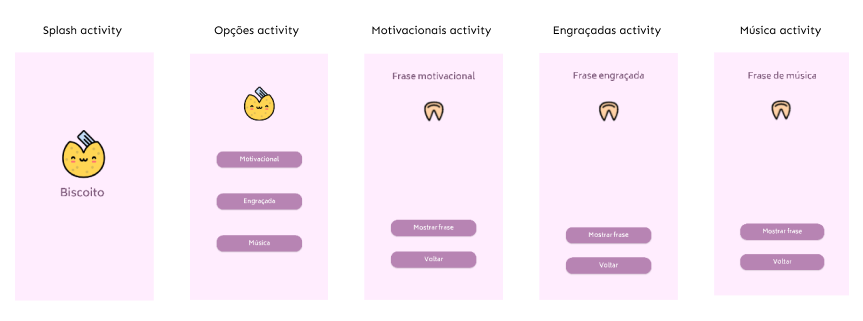 Splash activity
Opções activity
Motivacionais activity
Engraçadas activity
Música activity
Biscoito
Motivacional
Engraçada
Música
Frase motivacional
Mostrar frase
Voltar
Frase engraçada
Mostrar frase
Voltar
Frase de música
Mostrar frase
Voltar